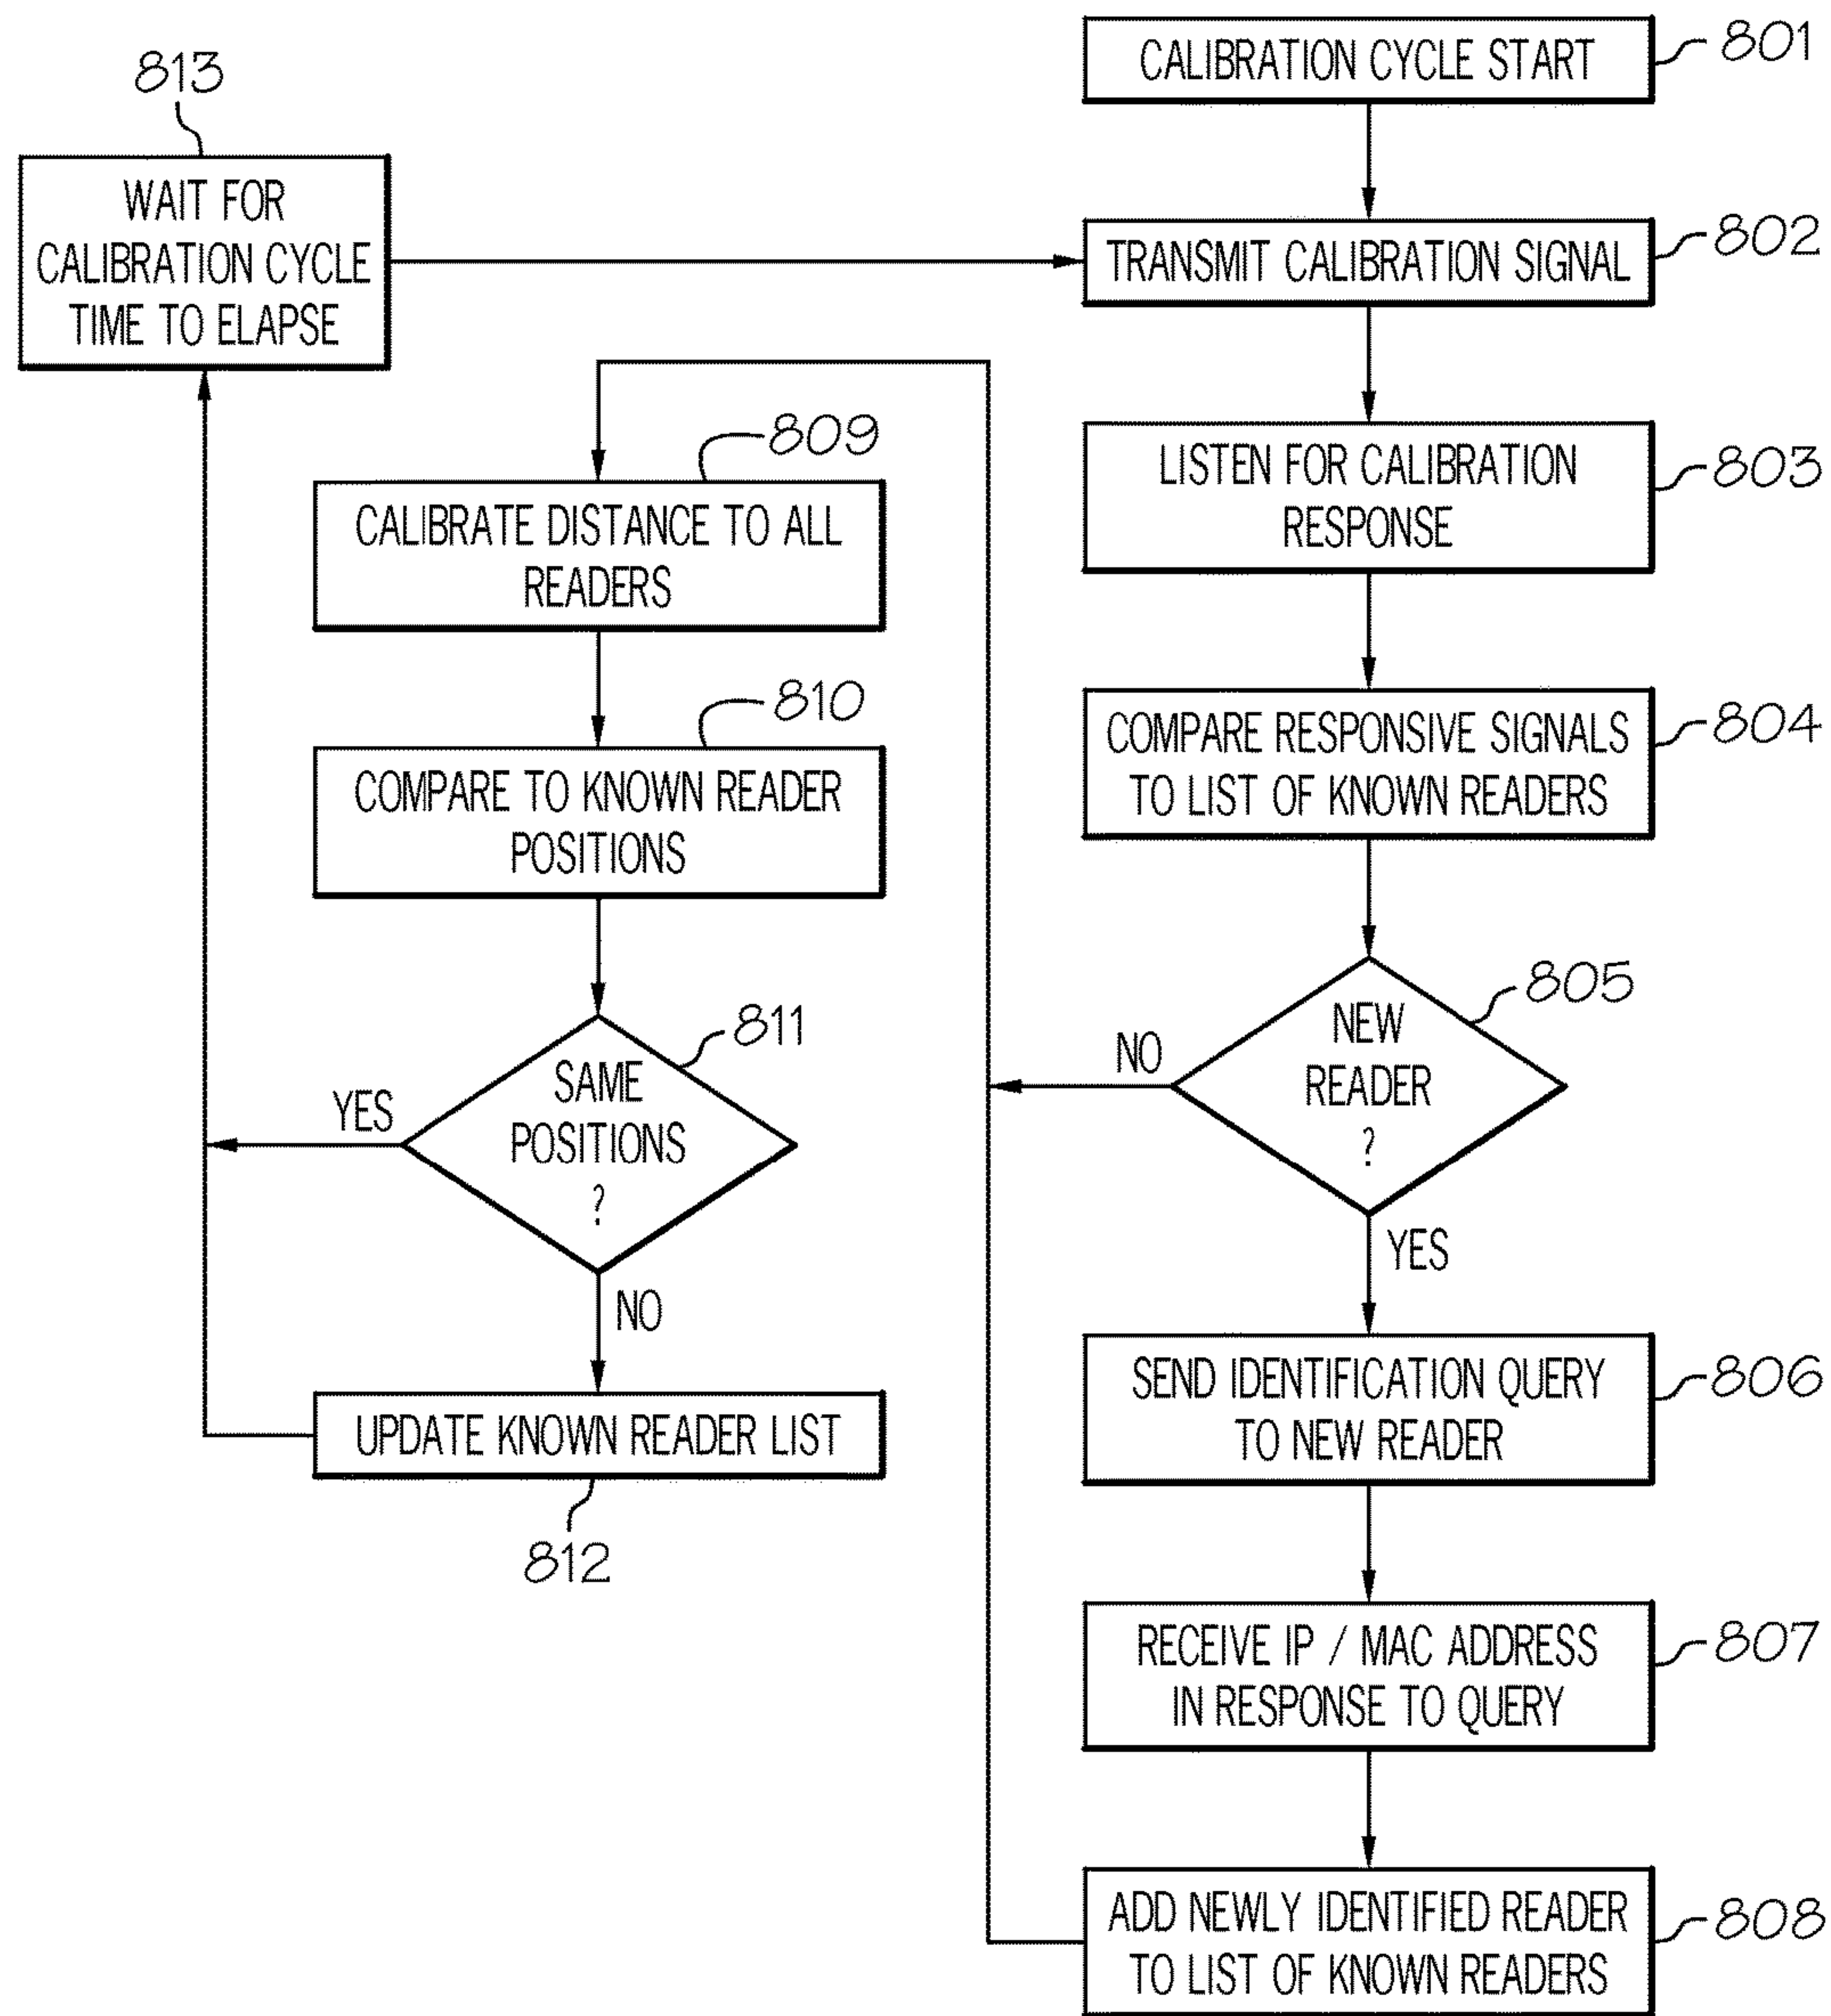 CALIBRATION CYCLE START
801
TRANSMIT CALIBRATION SIGNAL
802
LISTEN FOR CALIBRATION
RESPONSE
803
COMPARE RESPONSIVE SIGNALS
TO LIST OF KNOWN READERS
804
NEW
READER
?
805
NO
YES
SEND IDENTIFICATION QUERY
TO NEW READER
806
RECEIVE IP / MAC ADDRESS
IN RESPONSE TO QUERY
807
ADD NEWLY IDENTIFIED READER
TO LIST OF KNOWN READERS
808
809
CALIBRATE DISTANCE TO ALL
READERS
810
COMPARE TO KNOWN READER
POSITIONS
811
SAME
POSITIONS
?
YES
NO
UPDATE KNOWN READER LIST
812
813
WAIT FOR
CALIBRATION CYCLE
TIME TO ELAPSE